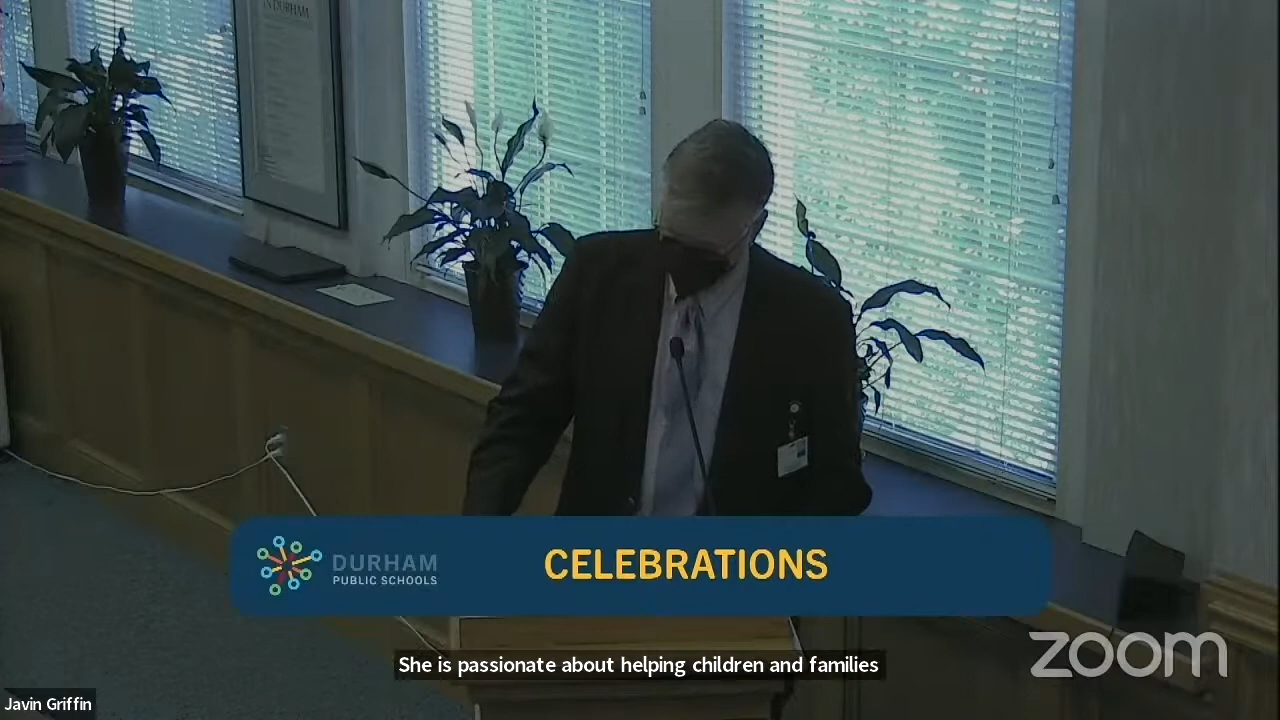 IN DURHAM
DURHAM
PUBLIC SCHOOLS
CELEBRATIONS
She is passionate about helping children and families
zoom
Javin Griffin